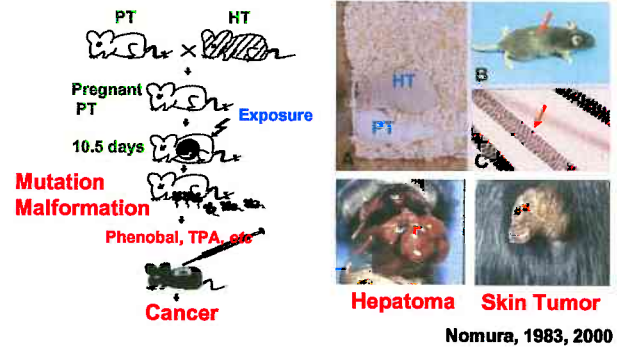 PT
HT
×
Pregnant
PT
Exposure
10.5 days
Mutation
Malformation
Phenobal, TPA, etc
Cancer
HT
PT
A
B
C
Hepatoma
Skin Tumor
Nomura, 1983, 2000